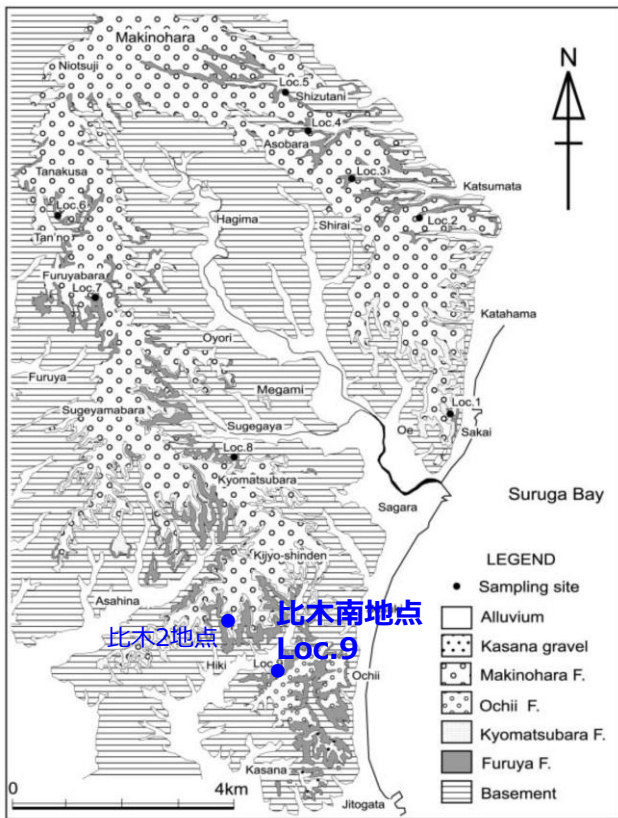 Makinohara
Niotsuji
Loc.5
Shizutani
Loc.4
Asobara
N
Loc.3
Katsumata
Tanakusa
Loc.6
Tan'no
Hagima
Shirai
Loc.2
Furuyabara
Loc.7
Katahama
Oyori
Furuya
Megami
Loc.1
Sugeyamabara
Sugegaya
Oe
Sakai
Loc.8
Kyomatsubara
Sagara
Suruga Bay
Kijyo-shinden
Asahina
比木2地点
比木南地点
Loc.9
Hiki
Loc
Ochii
Kasana
0
4km
Jitogata
LEGEND
Sampling site
Alluvium
Kasana gravel
Makinohara F.
Ochii F.
Kyomatsubara F.
Furuya F.
Basement